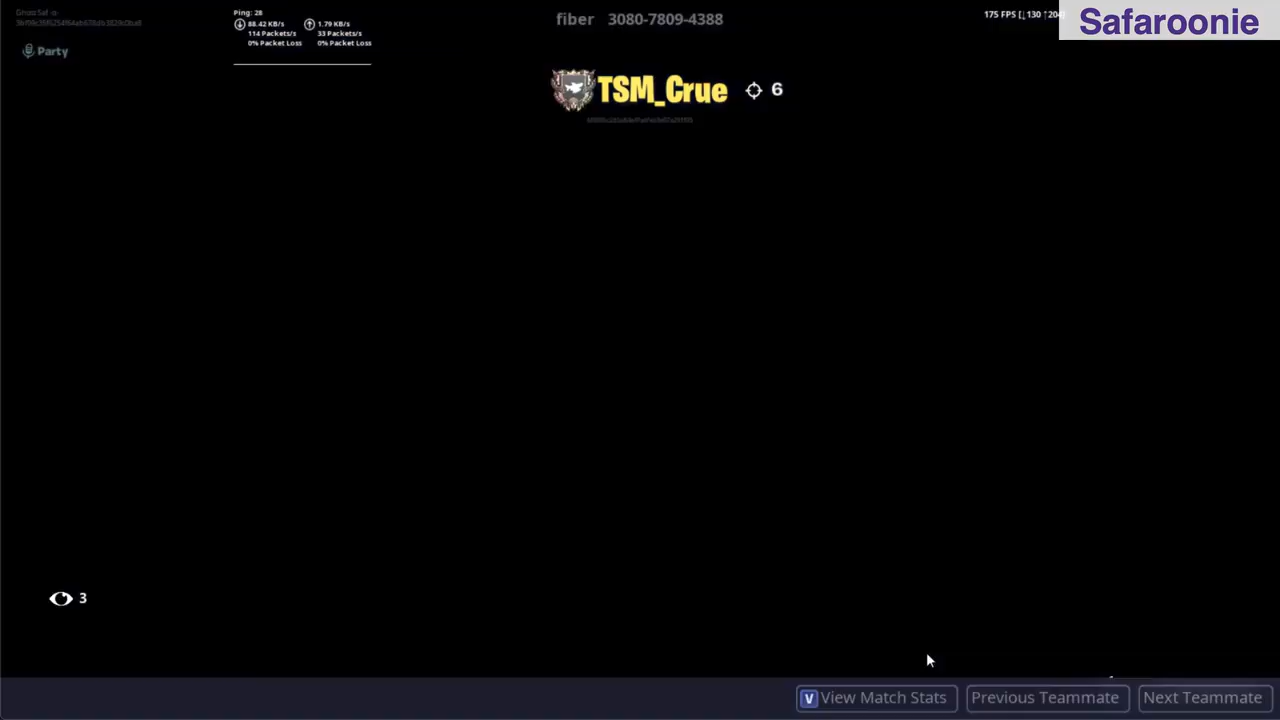 Ping: 28
88.42 KB/s 1.79 KB/s
114 Packets/s 33 Packets/s
0% Packet Loss 0% Packet Loss
fiber 3080-7809-4388
175 FPS
Safaroonie
Party
TSM_Crue 6
3
V View Match Stats Previous Teammate Next Teammate